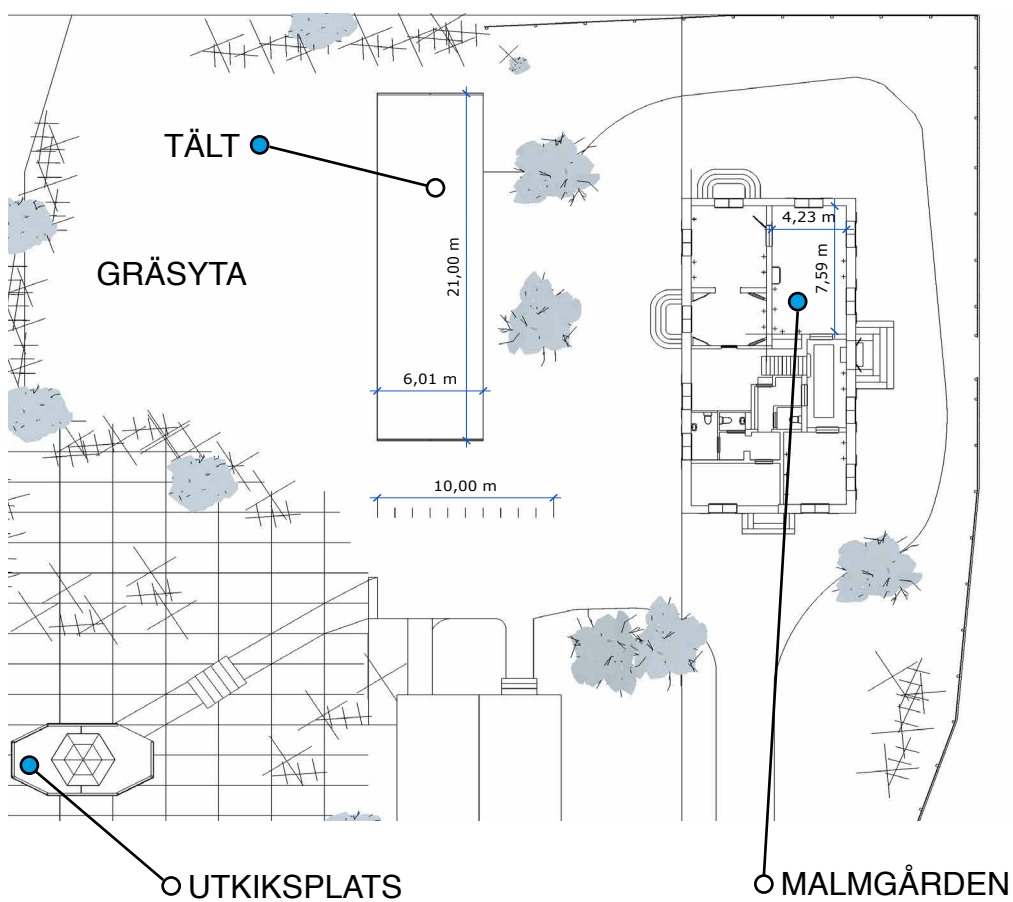 TÄLT
4,23 m
7,59 m
GRÄSYTA
21,00 m
6,01 m
10,00 m
UTKIKSPLATS
MALMGÅRDEN